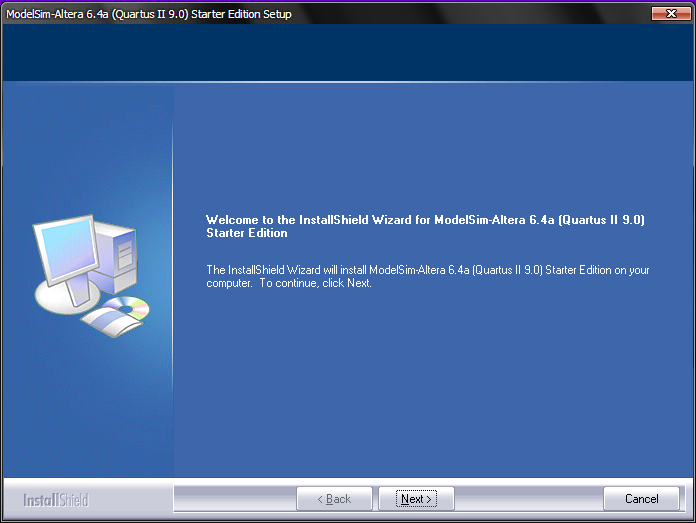 ModelSim-Altera 6.4a (Quartus II 9.0) Starter Edition Setup
Welcome to the InstallShield Wizard for ModelSim-Altera 6.4a (Quartus II 9.0)
Starter Edition
The InstallShield Wizard will install ModelSim-Altera 6.4a (Quartus II 9.0) Starter Edition on your
computer.  To continue, click Next.
InstallShield
< Back
Next >
Cancel